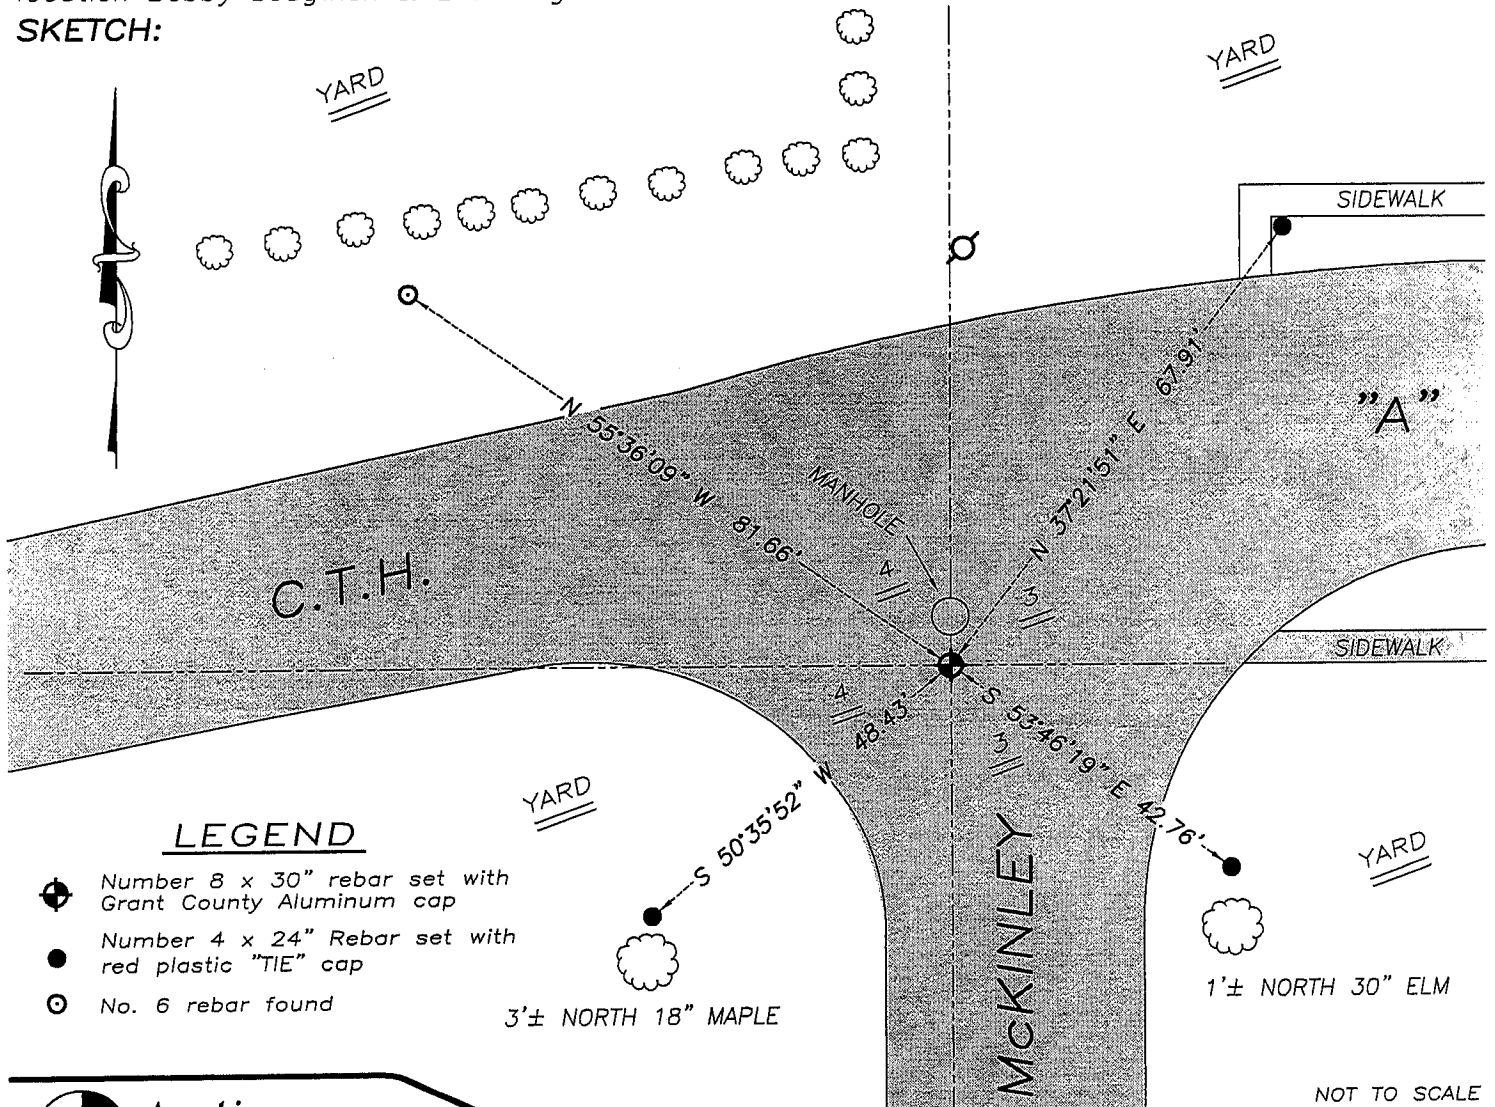 SKETCH:
YARD
YARD
SIDEWALK
"A"
N 55°36'09" W 81.66'
N 37°21'51" E 67.91'
MANHOLE
4
3
C.T.H.
SIDEWALK
4
3
S 50°35'52" W 48.43'
S 53°46'19" E 42.76'
YARD
YARD
LEGEND
Number 8 x 30" rebar set with
Grant County Aluminum cap
Number 4 x 24" Rebar set with
red plastic "TIE" cap
No. 6 rebar found
3'± NORTH 18" MAPLE
1'± NORTH 30" ELM
McKINLEY
NOT TO SCALE